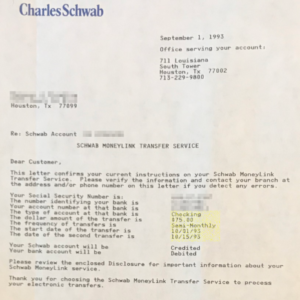 Charles Schwab
September 1, 1993
Office serving your account:
711 Louisiana
South Tower
Houston, Tx 77002
713-229-9000
Houston, Tx 77099
Re: Schwab Account
SCHWAB MONEYLINK TRANSFER SERVICE
Dear Customer,
This letter confirms your current instructions on your Schwab MoneyLink
Transfer Service. Please verify the information and contact your branch at
the address and/or phone number on this letter if you detect any errors.
Your Social Security Number is:
The number identifying your bank is
Your account number at that bank is
The type of account at that bank is Checking
The dollar amount of the transfer is $75.00
The frequency of transfers is Semi-Monthly
The start date of the transfer is 10/1/93
The date of the second transfer is 10/15/93
Your Schwab account will be Credited
Your bank account will be Debited
Please review the enclosed Disclosure for important information about your
MoneyLink service.
Thank you for choosing the Schwab MoneyLink Transfer Service to process
your electronic transfers.